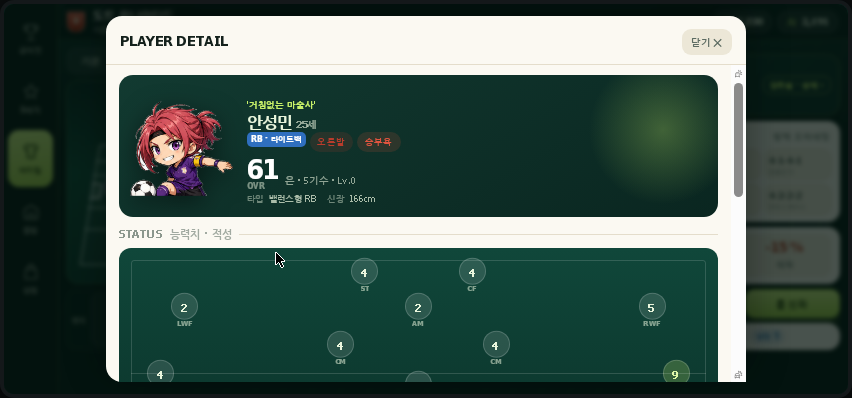 PLAYER DETAIL
닫기 ✕
'거침없는 마술사'
안성민 25세
RB · 라이트백 오른발 승부욕
61
OVR
은 · 5기수 · Lv.0
타입 밸런스형 RB 신장 166cm
STATUS 능력치 · 적성
4 4
ST CF
2 2 5
LWF AM RWF
4 4
CM CM
4 9